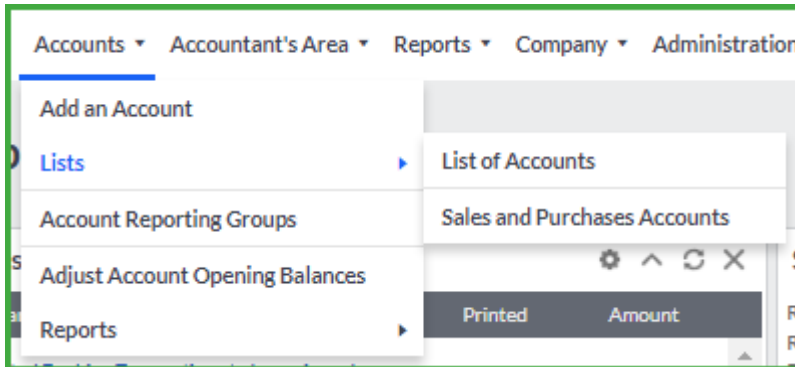 Accounts Accountant's Area Reports Company Administration
Add an Account
Lists
List of Accounts
Account Reporting Groups
Sales and Purchases Accounts
Adjust Account Opening Balances
Printed Amount
Reports